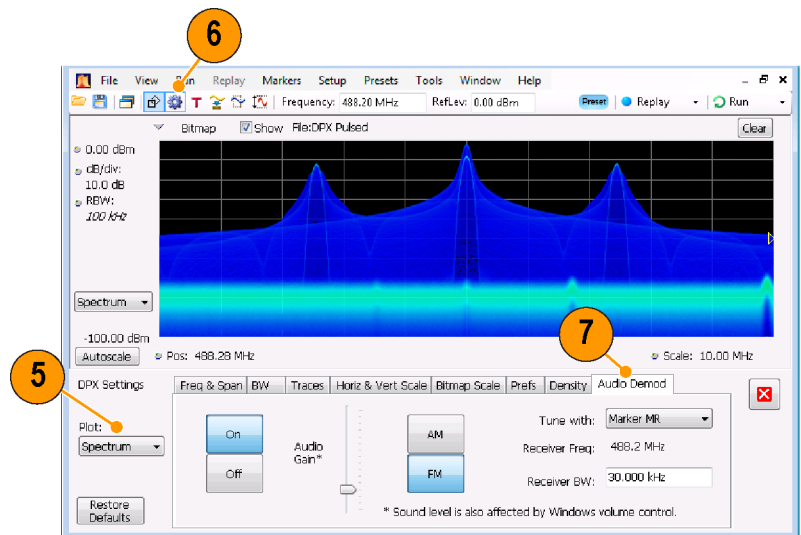 6
File View Run Replay Markers Setup Presets Tools Window Help
T Frequency: 488.20 MHz RefLev: 0.00 dBm Preset Replay Run
Bitmap Show File:DPX Pulsed Clear
0.00 dBm
dB/div:
10.0 dB
RBW:
100 kHz
Spectrum
-100.00 dBm
Autoscale Pos: 488.28 MHz Scale: 10.00 MHz
7
5
DPX Settings Freq & Span BW Traces Horiz & Vert Scale Bitmap Scale Prefs Density Audio Demod
Plot:
Spectrum
On
Off
Audio
Gain*
AM
FM
Tune with: Marker MR
Receiver Freq: 488.2 MHz
Receiver BW: 30.000 kHz
* Sound level is also affected by Windows volume control.
Restore
Defaults